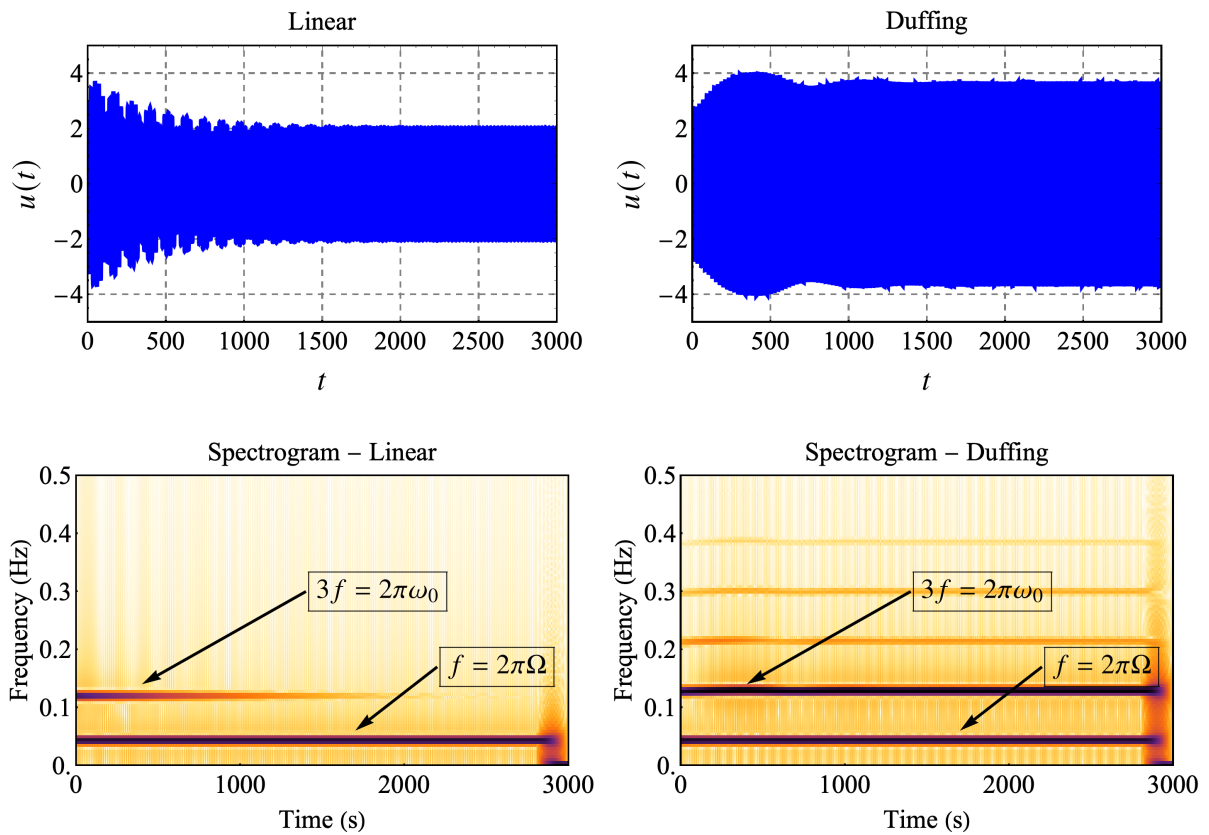 Linear
Duffing
4
2
0
−2
−4
u(t)
0 500 1000 1500 2000 2500 3000
t
4
2
0
−2
−4
u(t)
0 500 1000 1500 2000 2500 3000
t
Spectrogram – Linear
0.5
0.4
0.3
0.2
0.1
0.
Frequency (Hz)
3f = 2πω₀
f = 2πΩ
0 1000 2000 3000
Time (s)
Spectrogram – Duffing
0.5
0.4
0.3
0.2
0.1
0.
Frequency (Hz)
3f = 2πω₀
f = 2πΩ
0 1000 2000 3000
Time (s)